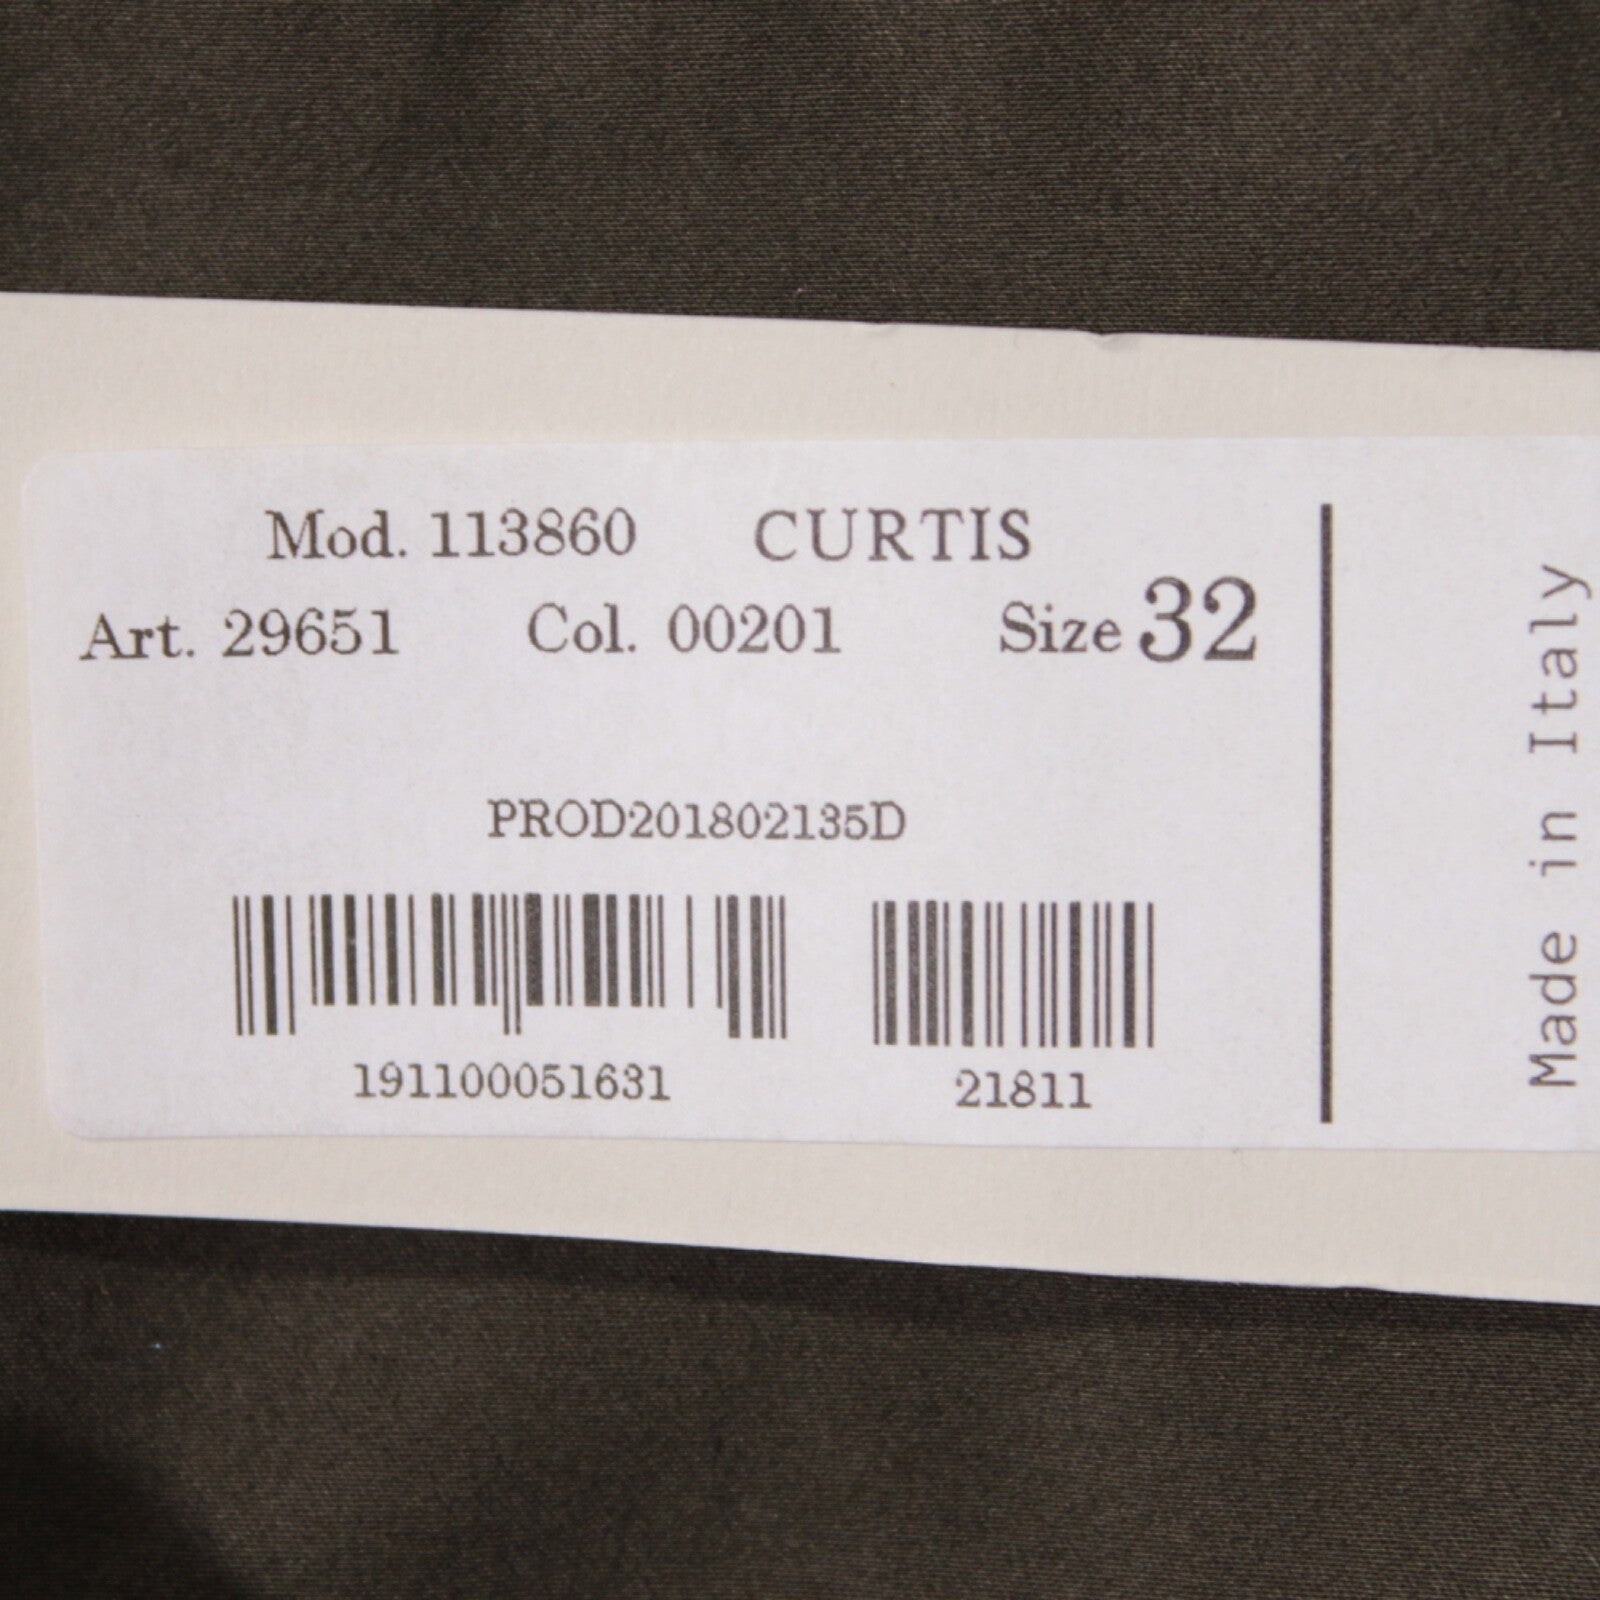 Mod. 113860 CURTIS
Art. 29651 Col. 00201 Size 32
PROD201802135D
191100051631 21811
Made in Italy